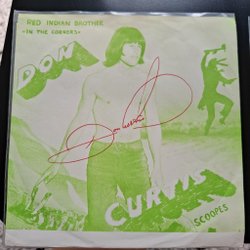 RED INDIAN BROTHER
-IN THE CORNERS-
DON
CURTIS
SCOOPES